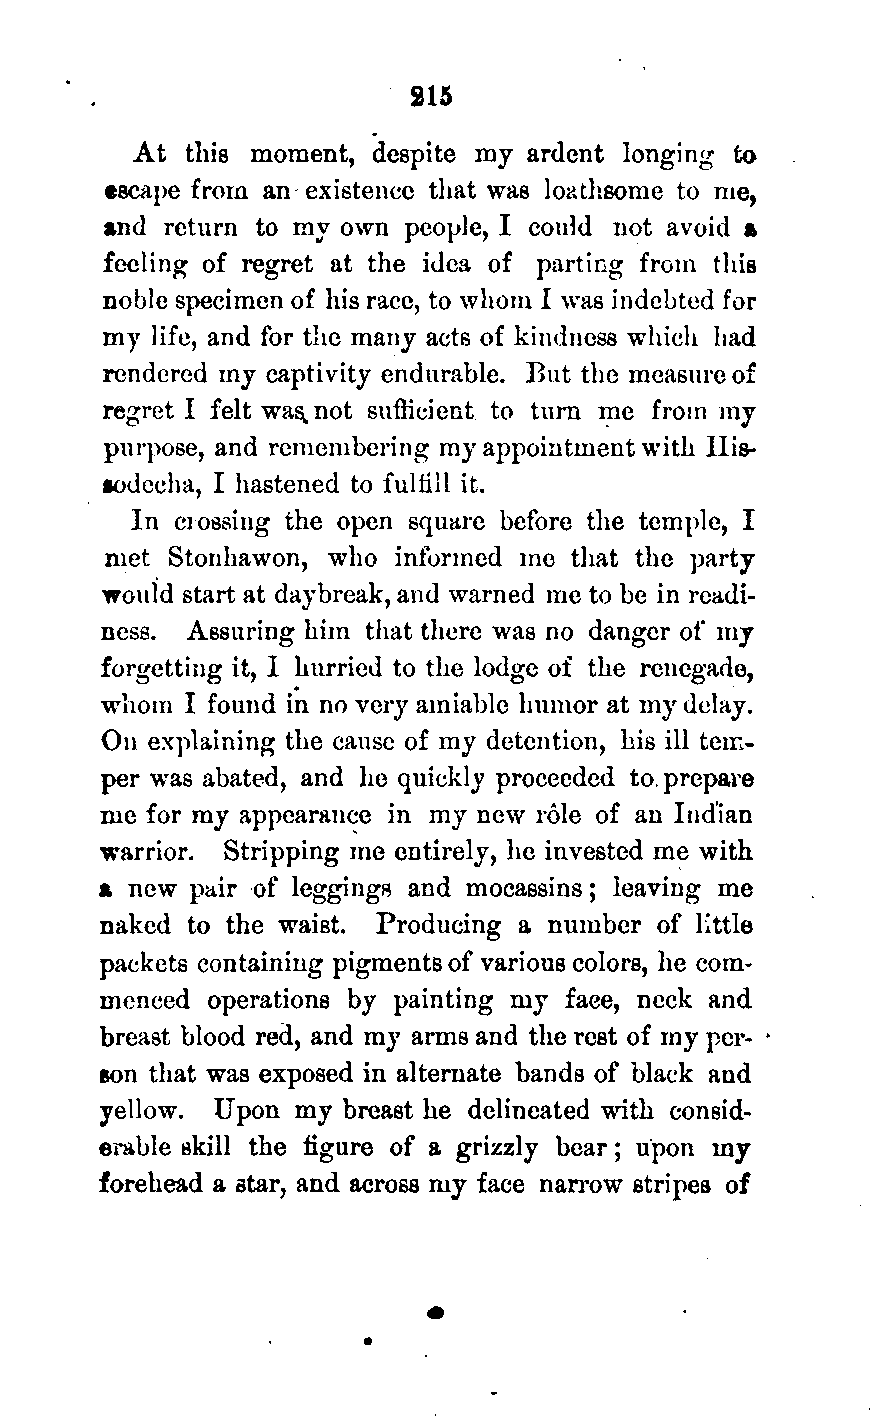 215
At this moment, despite my ardent longing to
escape from an existence that was loathsome to me,
and return to my own people, I could not avoid a
feeling of regret at the idea of parting from this
noble specimen of his race, to whom I was indebted for
my life, and for the many acts of kindness which had
rendered my captivity endurable. But the measure of
regret I felt was not sufficient to turn me from my
purpose, and remembering my appointment with His-
sodecha, I hastened to fulfill it.
In crossing the open square before the temple, I
met Stonhawon, who informed me that the party
would start at daybreak, and warned me to be in readi-
ness. Assuring him that there was no danger of my
forgetting it, I hurried to the lodge of the renegade,
whom I found in no very amiable humor at my delay.
On explaining the cause of my detention, his ill tem-
per was abated, and he quickly proceeded to prepare
me for my appearance in my new rôle of an Indian
warrior. Stripping me entirely, he invested me with
a new pair of leggings and mocassins; leaving me
naked to the waist. Producing a number of little
packets containing pigments of various colors, he com-
menced operations by painting my face, neck and
breast blood red, and my arms and the rest of my per-
son that was exposed in alternate bands of black and
yellow. Upon my breast he delineated with consid-
erable skill the figure of a grizzly bear; upon my
forehead a star, and across my face narrow stripes of